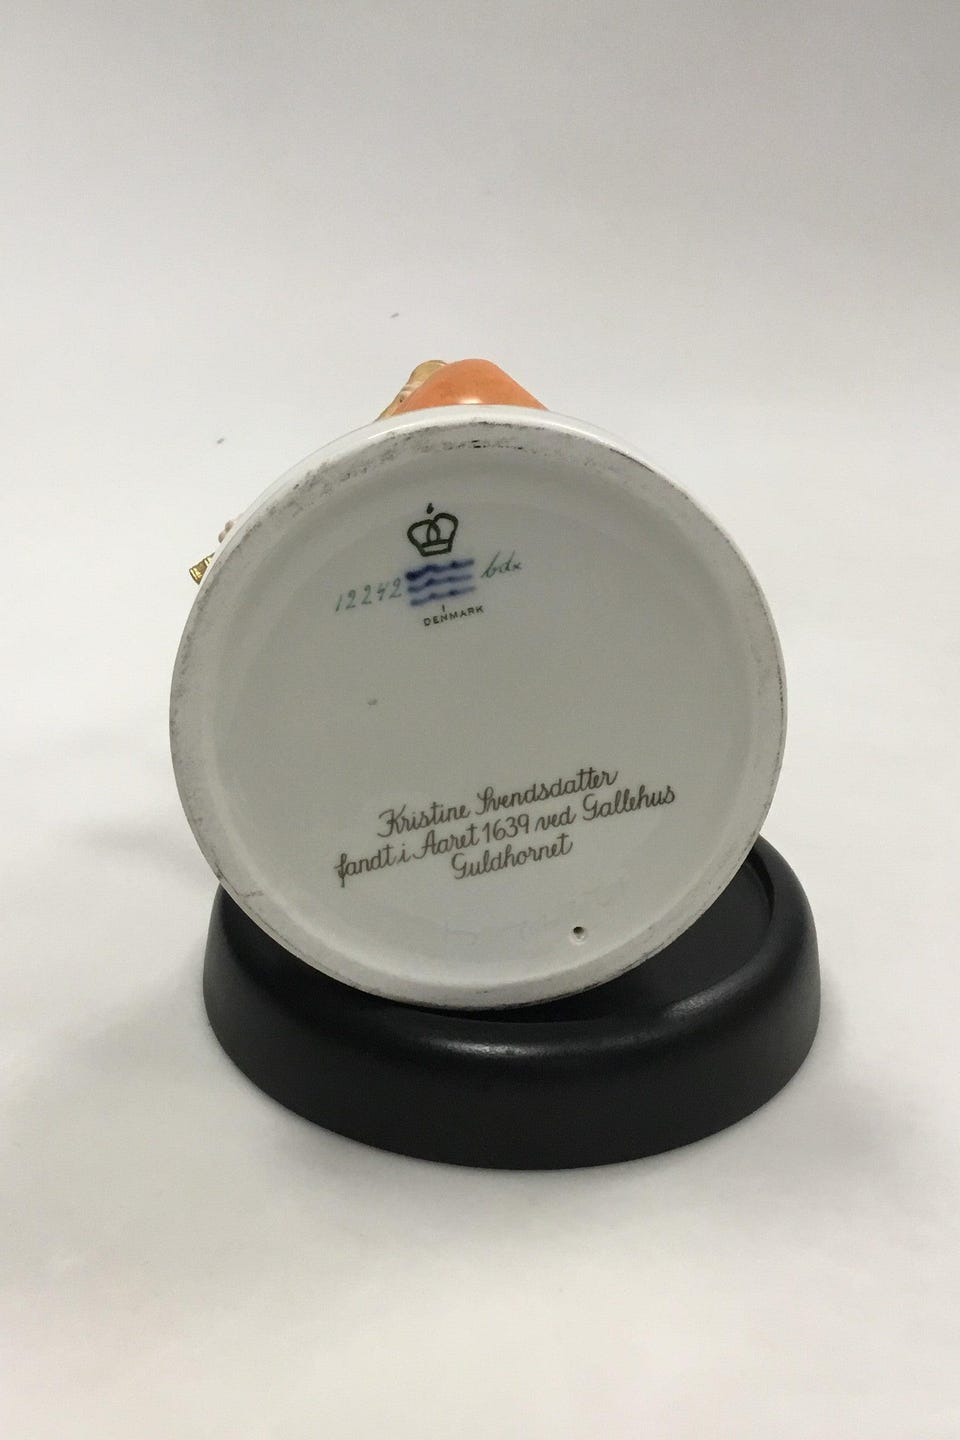 12242 bdx
DENMARK
Kristine Svendsdatter
fandt i Aaret 1639 ved Gallehus
Guldhornet